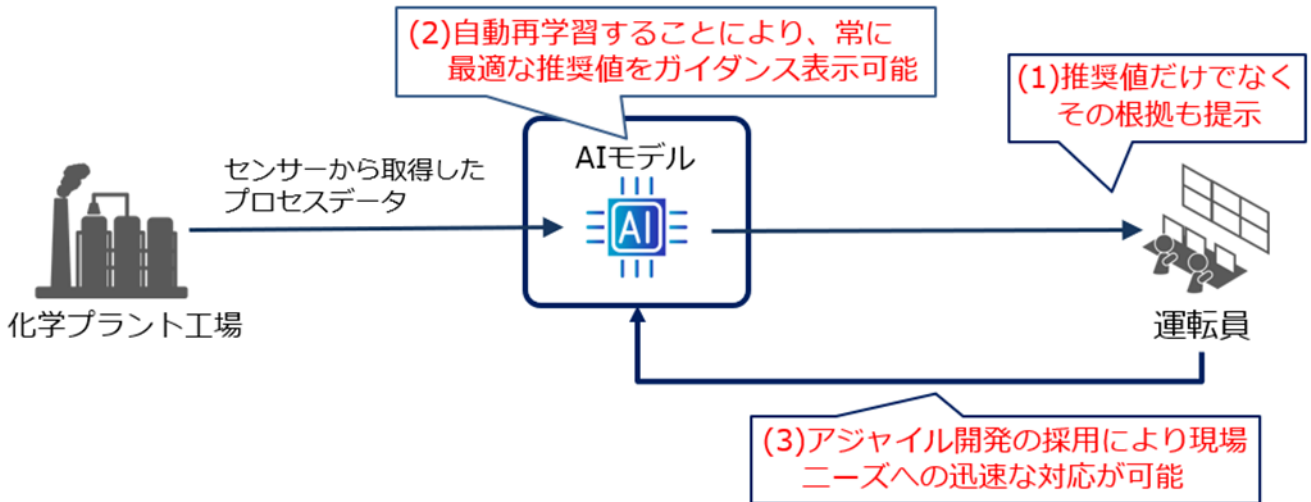 (2)自動再学習することにより、常に
最適な推奨値をガイダンス表示可能
(1)推奨値だけでなく
その根拠も提示
センサーから取得した
プロセスデータ
AIモデル
AI
化学プラント工場
運転員
(3)アジャイル開発の採用により現場
ニーズへの迅速な対応が可能